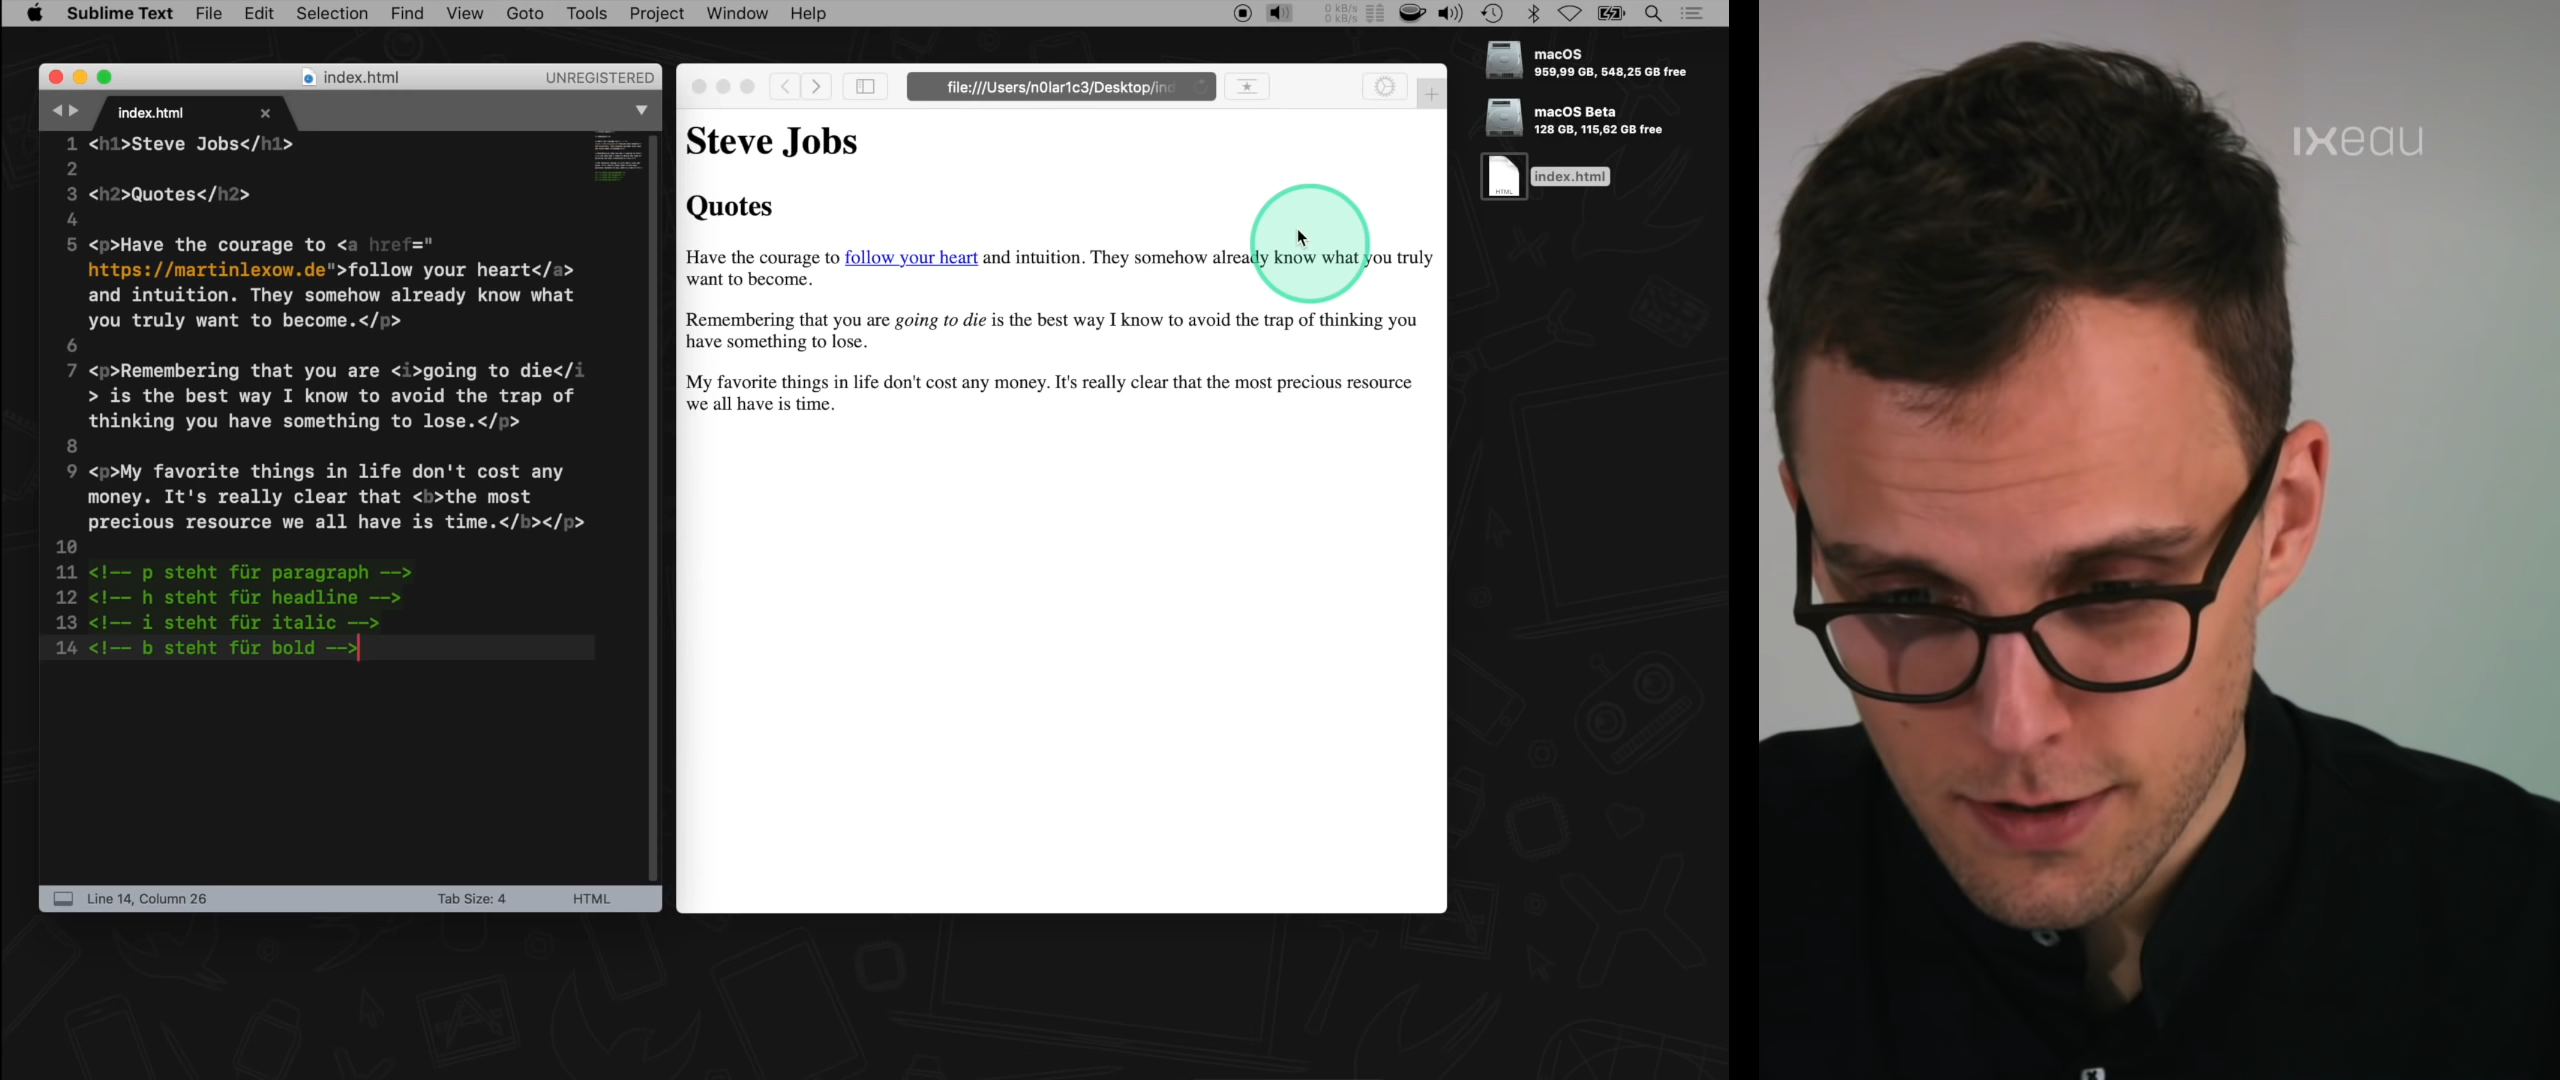 Sublime Text File Edit Selection Find View Goto Tools Project Window Help
0 kB/s
0 kB/s
index.html UNREGISTERED
index.html
1 <h1>Steve Jobs</h1>
2
3 <h2>Quotes</h2>
4
5 <p>Have the courage to <a href="
https://martinlexow.de">follow your heart</a>
and intuition. They somehow already know what
you truly want to become.</p>
6
7 <p>Remembering that you are <i>going to die</i
> is the best way I know to avoid the trap of
thinking you have something to lose.</p>
8
9 <p>My favorite things in life don't cost any
money. It's really clear that <b>the most
precious resource we all have is time.</b></p>
10
11 <!-- p steht für paragraph -->
12 <!-- h steht für headline -->
13 <!-- i steht für italic -->
14 <!-- b steht für bold -->
Line 14, Column 26 Tab Size: 4 HTML
file:///Users/n0lar1c3/Desktop/ind
Steve Jobs
Quotes
Have the courage to follow your heart and intuition. They somehow already know what you truly
want to become.
Remembering that you are going to die is the best way I know to avoid the trap of thinking you
have something to lose.
My favorite things in life don't cost any money. It's really clear that the most precious resource
we all have is time.
macOS
959,99 GB, 548,25 GB free
macOS Beta
128 GB, 115,62 GB free
HTML
index.html
IXeau